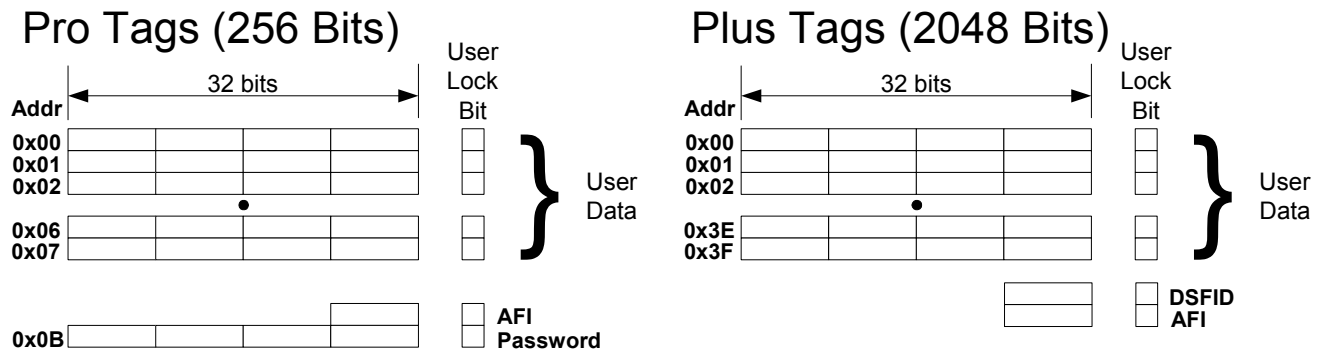 Pro Tags (256 Bits)
User
Lock
Bit
32 bits
Addr
0x00
0x01
0x02
0x06
0x07
User
Data
AFI
0x0B
Password
Plus Tags (2048 Bits)
User
Lock
Bit
32 bits
Addr
0x00
0x01
0x02
0x3E
0x3F
User
Data
DSFID
AFI